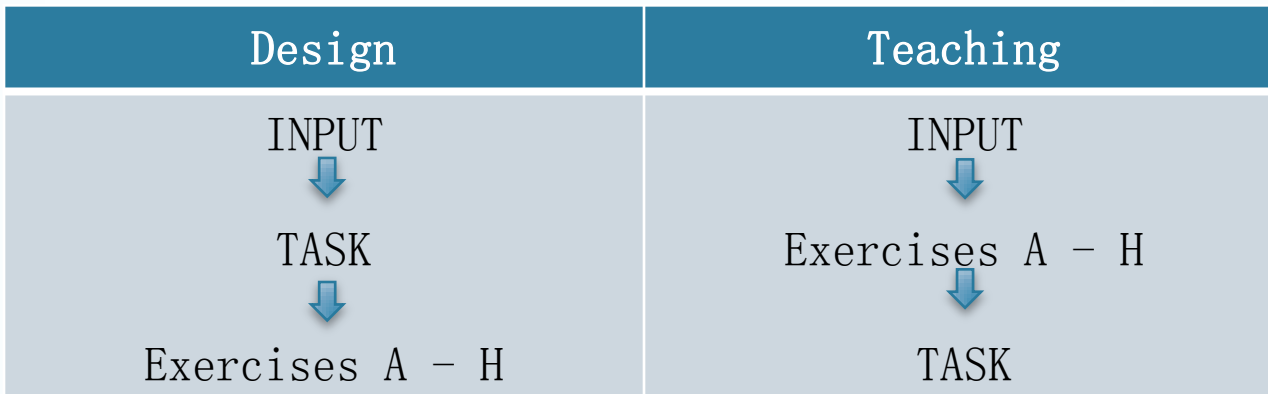 Design
Teaching
INPUT
TASK
Exercises A – H
INPUT
Exercises A – H
TASK